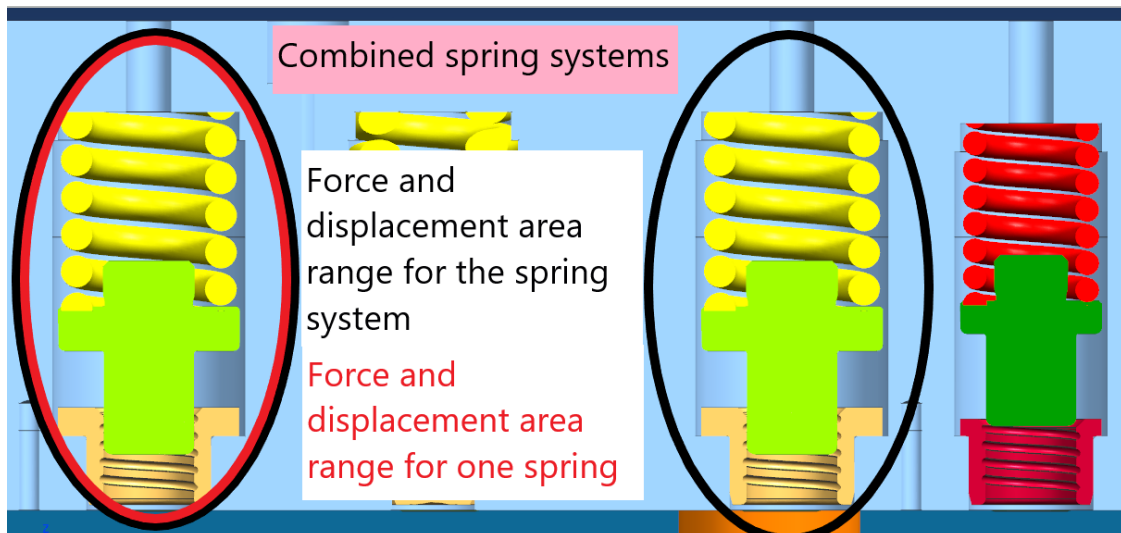 Combined spring systems
Force and
displacement area
range for the spring
system
Force and
displacement area
range for one spring
z